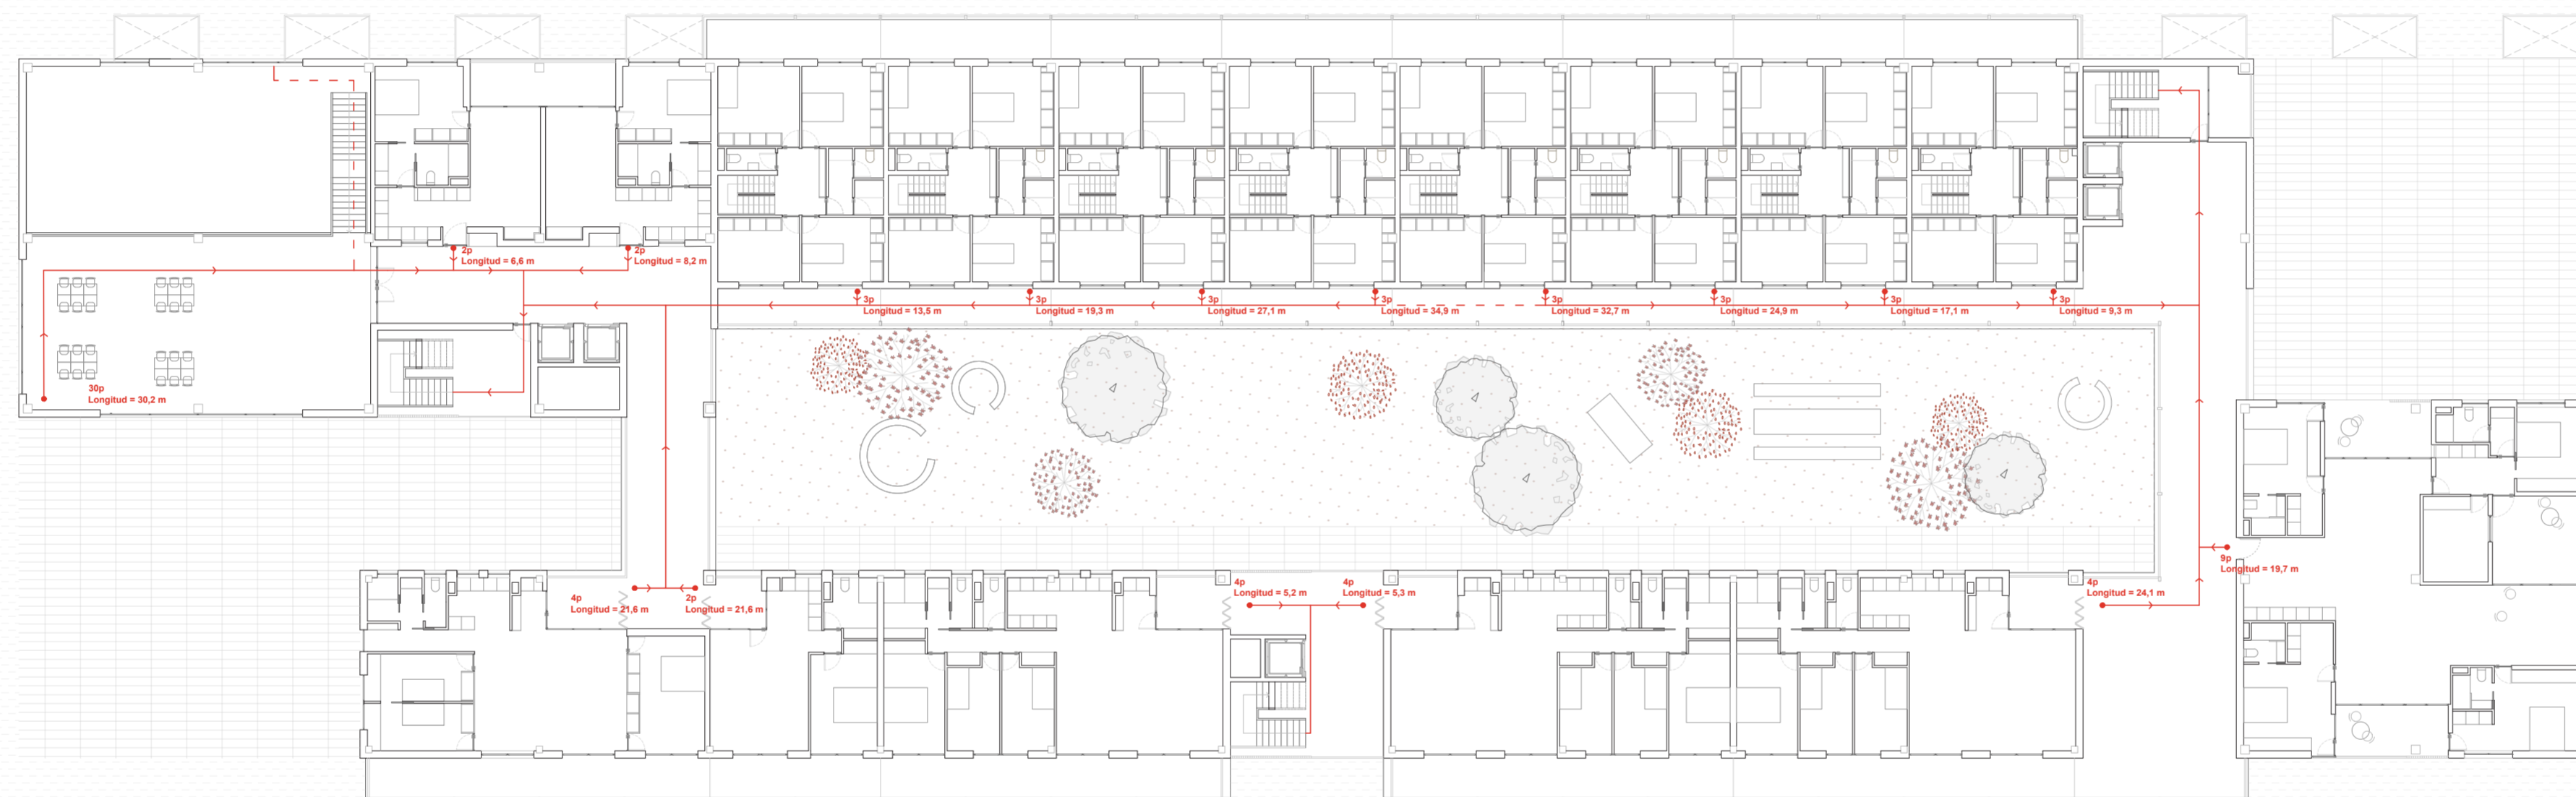 2p
Longitud = 6,6 m
2p
Longitud = 8,2 m
3p
Longitud = 13,5 m
3p
Longitud = 19,3 m
3p
Longitud = 27,1 m
3p
Longitud = 34,9 m
3p
Longitud = 32,7 m
3p
Longitud = 24,9 m
3p
Longitud = 17,1 m
3p
Longitud = 9,3 m
30p
Longitud = 30,2 m
9p
Longitud = 19,7 m
4p
Longitud = 21,6 m
2p
Longitud = 21,6 m
4p
Longitud = 5,2 m
4p
Longitud = 5,3 m
4p
Longitud = 24,1 m